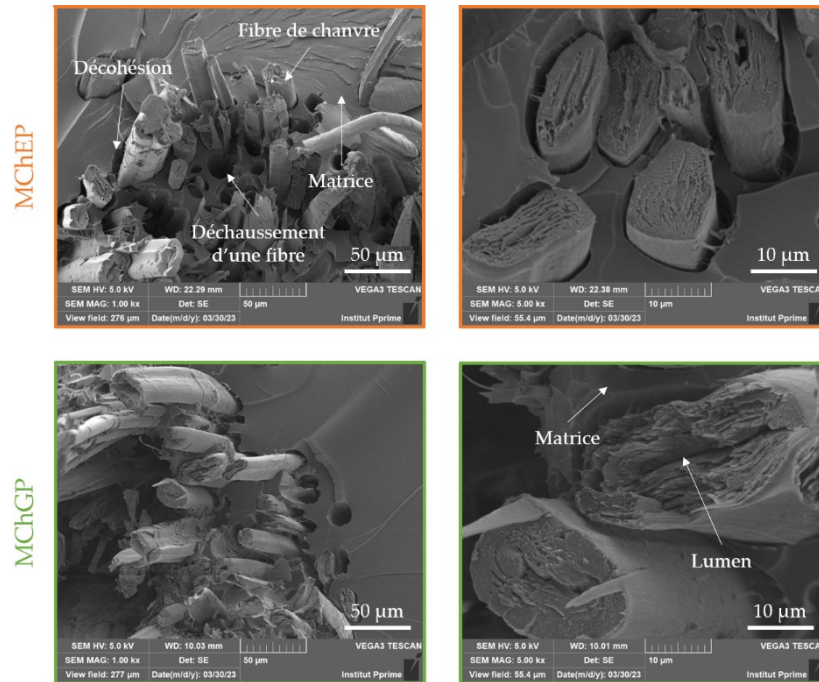 MChEP
Décohésion
Fibre de chanvre
Matrice
Déchaussement
d'une fibre
50 µm
SEM HV: 5.0 kV WD: 22.29 mm VEGA3 TESCAN
SEM MAG: 1.00 kx Det: SE 50 µm
View field: 276 µm Date(m/d/y): 03/30/23 Institut Pprime
10 µm
SEM HV: 5.0 kV WD: 22.38 mm VEGA3 TESCAN
SEM MAG: 5.00 kx Det: SE 10 µm
View field: 55.4 µm Date(m/d/y): 03/30/23 Institut Pprime
MChGP
50 µm
SEM HV: 5.0 kV WD: 10.03 mm VEGA3 TESCAN
SEM MAG: 1.00 kx Det: SE 50 µm
View field: 277 µm Date(m/d/y): 03/30/23 Institut Pprime
Matrice
Lumen
10 µm
SEM HV: 5.0 kV WD: 10.01 mm VEGA3 TESCAN
SEM MAG: 5.00 kx Det: SE 10 µm
View field: 55.4 µm Date(m/d/y): 03/30/23 Institut Pprime